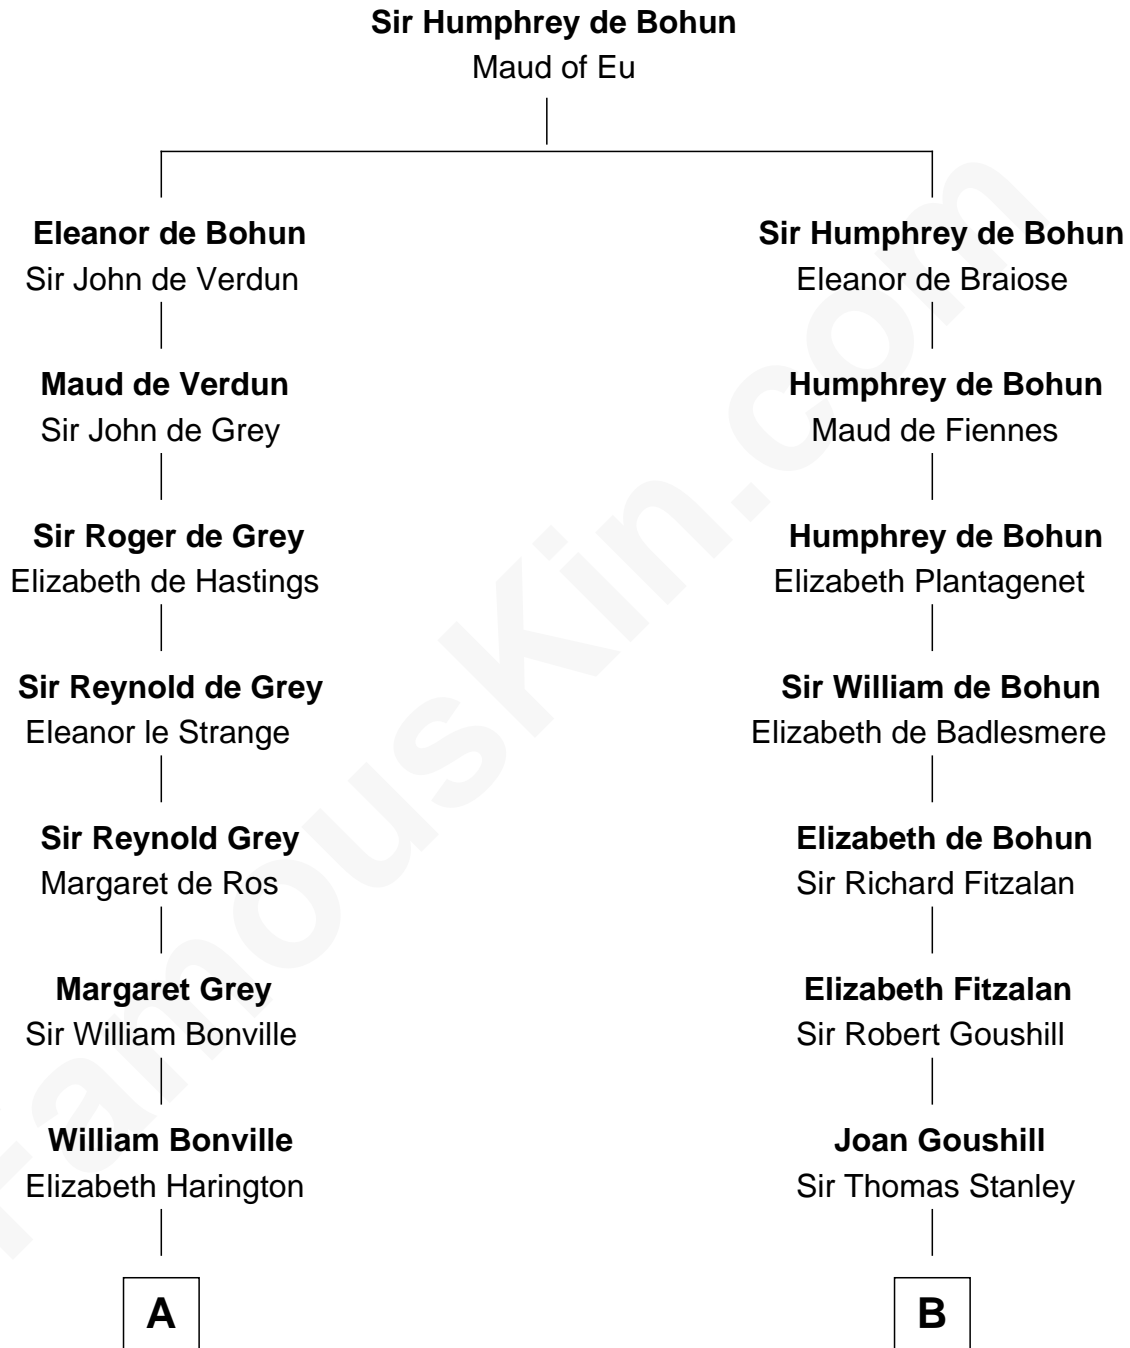 Sir Humphrey de Bohun
Maud of Eu
Eleanor de Bohun
Sir John de Verdun
Sir Humphrey de Bohun
Eleanor de Braiose
Maud de Verdun
Sir John de Grey
Humphrey de Bohun
Maud de Fiennes
Sir Roger de Grey
Elizabeth de Hastings
Humphrey de Bohun
Elizabeth Plantagenet
Sir Reynold de Grey
Eleanor le Strange
Sir William de Bohun
Elizabeth de Badlesmere
Sir Reynold Grey
Margaret de Ros
Elizabeth de Bohun
Sir Richard Fitzalan
Margaret Grey
Sir William Bonville
Elizabeth Fitzalan
Sir Robert Goushill
William Bonville
Elizabeth Harington
Joan Goushill
Sir Thomas Stanley
A
B
FamousKin.com